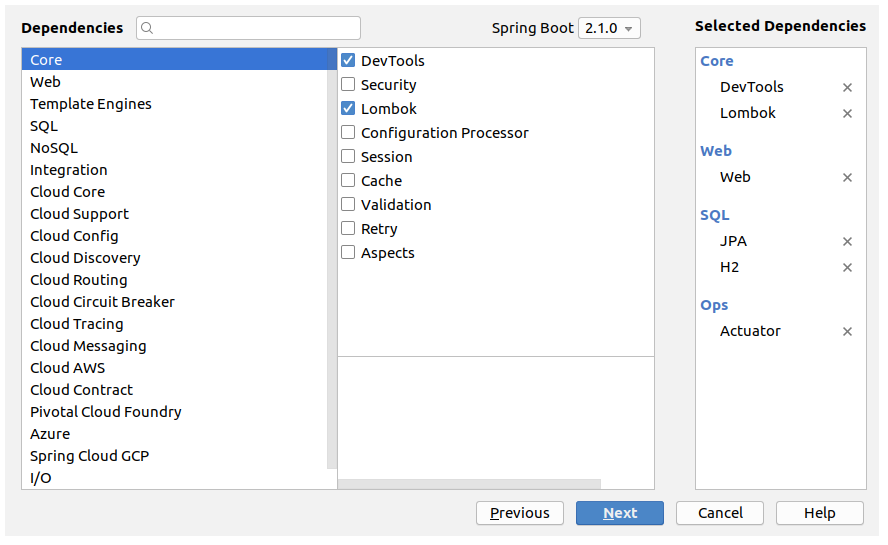 Dependencies
Spring Boot 2.1.0
Selected Dependencies
Core
Web
Template Engines
SQL
NoSQL
Integration
Cloud Core
Cloud Support
Cloud Config
Cloud Discovery
Cloud Routing
Cloud Circuit Breaker
Cloud Tracing
Cloud Messaging
Cloud AWS
Cloud Contract
Pivotal Cloud Foundry
Azure
Spring Cloud GCP
I/O
DevTools
Security
Lombok
Configuration Processor
Session
Cache
Validation
Retry
Aspects
Core
DevTools
Lombok
Web
Web
SQL
JPA
H2
Ops
Actuator
Previous
Next
Cancel
Help